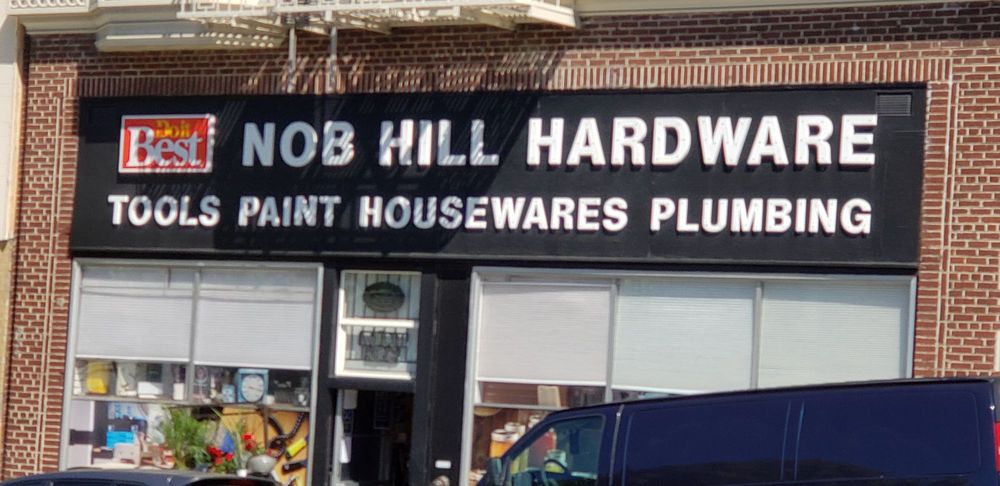 Do it
Best
NOB HILL HARDWARE
TOOLS PAINT HOUSEWARES PLUMBING